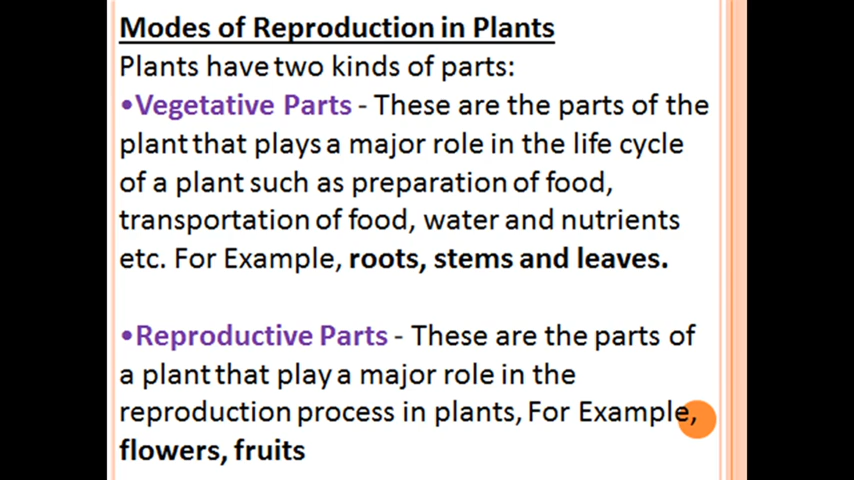 Modes of Reproduction in Plants
Plants have two kinds of parts:
•Vegetative Parts - These are the parts of the
plant that plays a major role in the life cycle
of a plant such as preparation of food,
transportation of food, water and nutrients
etc. For Example, roots, stems and leaves.
•Reproductive Parts - These are the parts of
a plant that play a major role in the
reproduction process in plants, For Example,
flowers, fruits